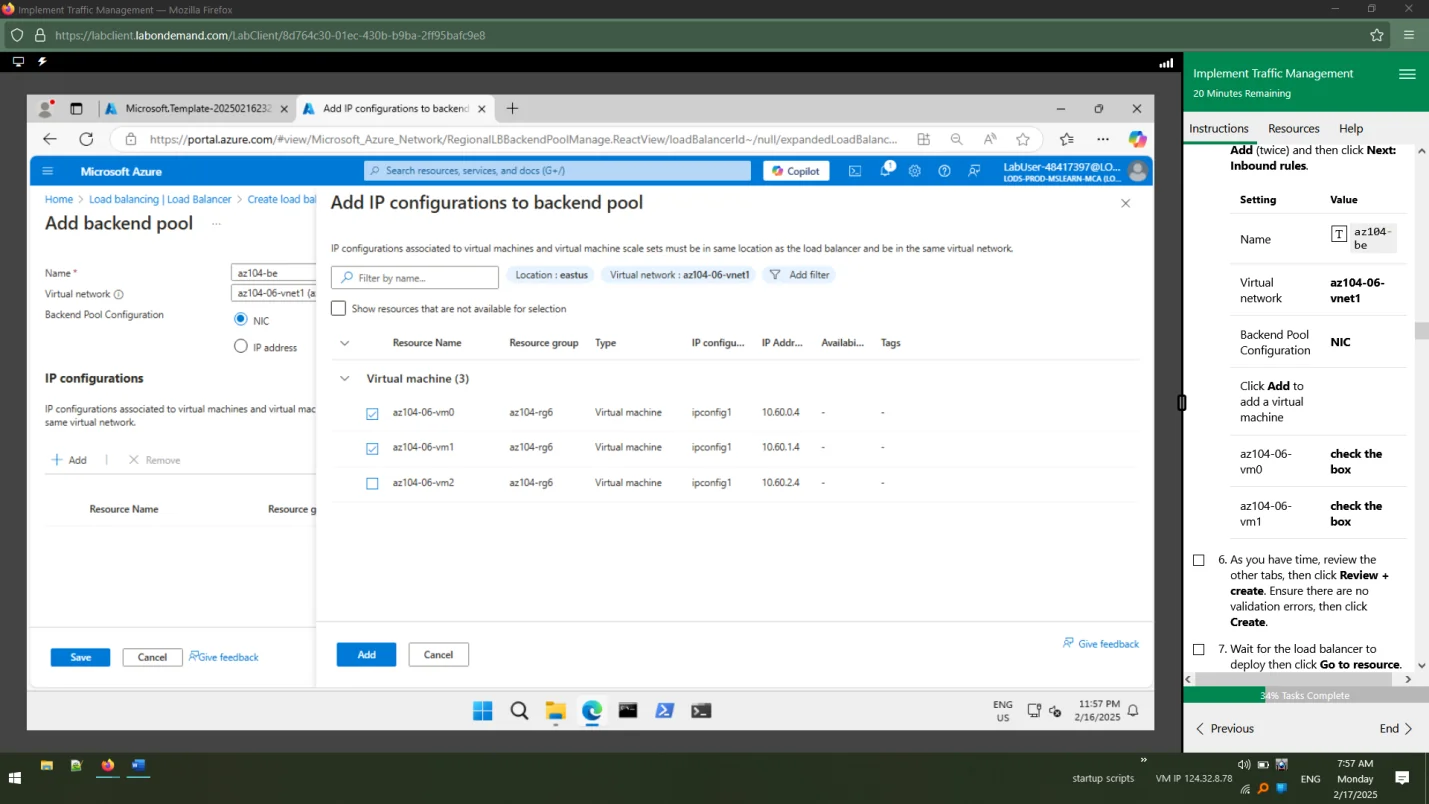 Implement Traffic Management — Mozilla Firefox
https://labclient.labondemand.com/LabClient/8d764c30-01ec-430b-b9ba-2ff95bafc9e8
Microsoft.Template-20250216232
Add IP configurations to backend
https://portal.azure.com/#view/Microsoft_Azure_Network/RegionalLBBackendPoolManage.ReactView/loadBalancerId~/null/expandedLoadBalanc...
Microsoft Azure
Search resources, services, and docs (G+/)
Copilot
1
LabUser-48417397@LO...
LODS-PROD-MSLEARN-MCA (LO...
Home > Load balancing | Load Balancer > Create load bal
Add backend pool ...
Name *
az104-be
Virtual network
az104-06-vnet1 (az
Backend Pool Configuration
NIC
IP address
IP configurations
IP configurations associated to virtual machines and virtual mac
same virtual network.
Add | Remove
Resource Name
Resource g
Save
Cancel
Give feedback
Add IP configurations to backend pool
IP configurations associated to virtual machines and virtual machine scale sets must be in same location as the load balancer and be in the same virtual network.
Filter by name...
Location : eastus
Virtual network : az104-06-vnet1
Add filter
Show resources that are not available for selection
Resource Name Resource group Type IP configu... IP Addr... Availabi... Tags
Virtual machine (3)
az104-06-vm0 az104-rg6 Virtual machine ipconfig1 10.60.0.4 - -
az104-06-vm1 az104-rg6 Virtual machine ipconfig1 10.60.1.4 - -
az104-06-vm2 az104-rg6 Virtual machine ipconfig1 10.60.2.4 - -
Add
Cancel
Give feedback
ENG
US
11:57 PM
2/16/2025
Implement Traffic Management
20 Minutes Remaining
Instructions Resources Help
Add (twice) and then click Next:
Inbound rules.
Setting Value
Name
T
az104-
be
Virtual
network
az104-06-
vnet1
Backend Pool
Configuration
NIC
Click Add to
add a virtual
machine
az104-06-
vm0
check the
box
az104-06-
vm1
check the
box
6. As you have time, review the
other tabs, then click Review +
create. Ensure there are no
validation errors, then click
Create.
7. Wait for the load balancer to
deploy then click Go to resource.
34% Tasks Complete
Previous
End
startup scripts
»
VM IP 124.32.8.78
ENG
7:57 AM
Monday
2/17/2025